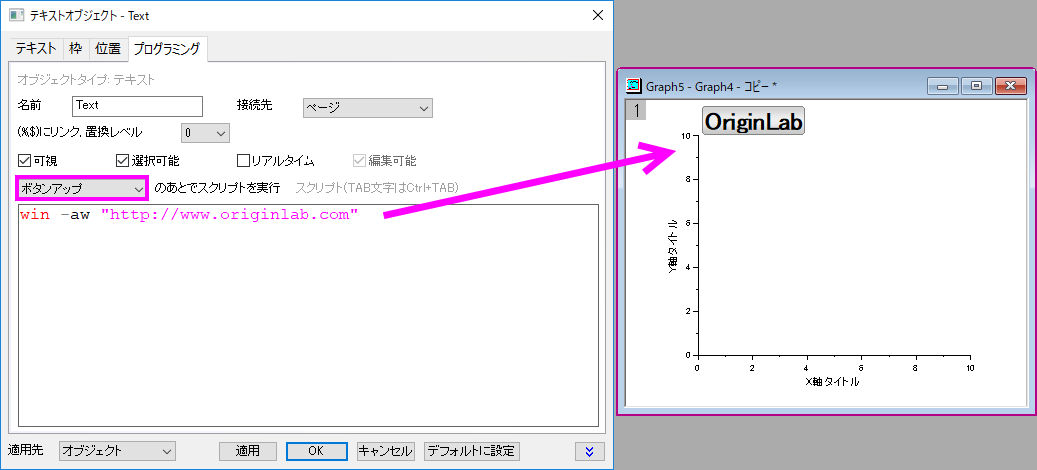 テキストオブジェクト - Text
テキスト 枠 位置 プログラミング
オブジェクトタイプ: テキスト
名前 Text 接続先 ページ
(%$)にリンク, 置換レベル 0
可視 選択可能 リアルタイム 編集可能
ボタンアップ のあとでスクリプトを実行 スクリプト(TAB文字はCtrl+TAB)
win -aw "http://www.originlab.com"
適用先 オブジェクト 適用 OK キャンセル デフォルトに設定
Graph5 - Graph4 - コピー *
1
OriginLab
10
8
6
4
2
0
Y軸タイトル
0 2 4 6 8 10
X軸タイトル